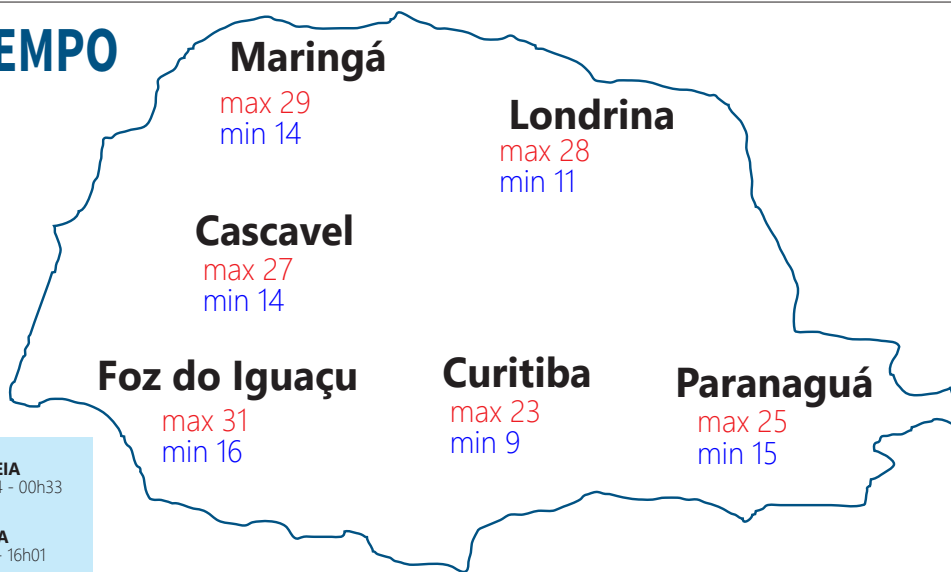 EMPO
Maringá
max 29
min 14
Londrina
max 28
min 11
Cascavel
max 27
min 14
Foz do Iguaçu
max 31
min 16
Curitiba
max 23
min 9
Paranaguá
max 25
min 15
EIA
- 00h33
A
- 16h01